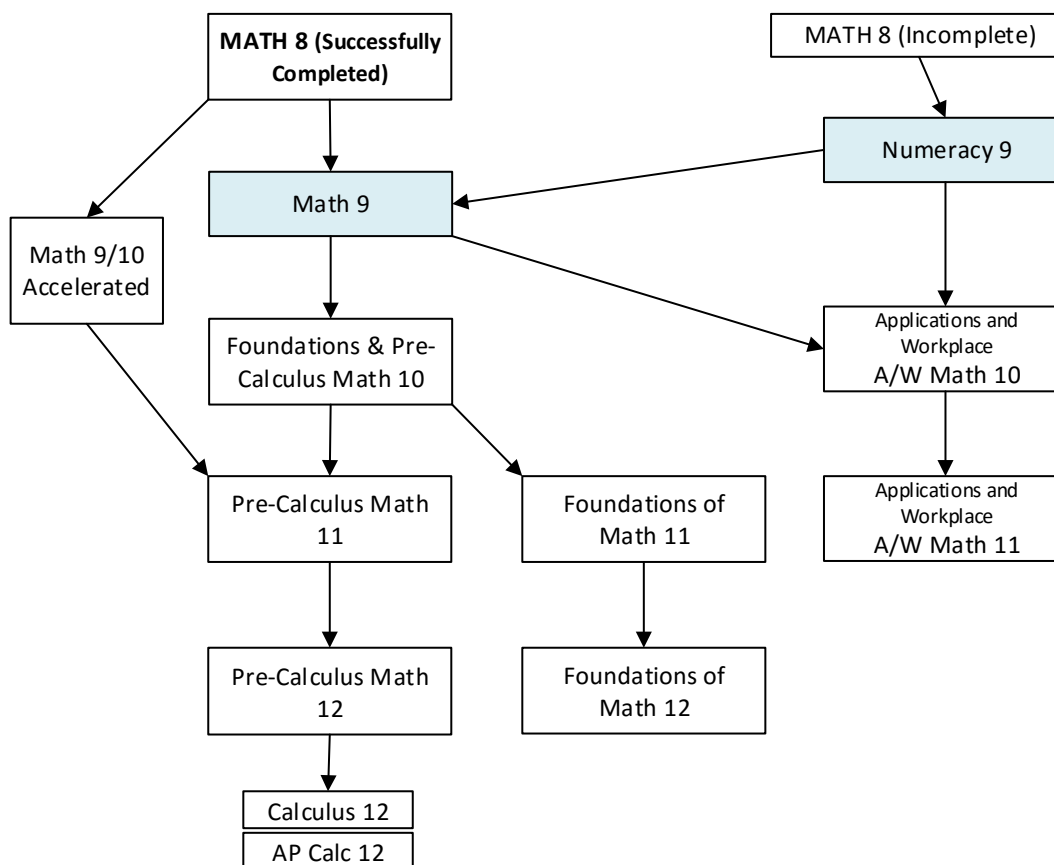 MATH 8 (Successfully
Completed)
MATH 8 (Incomplete)
Numeracy 9
Math 9
Math 9/10
Accelerated
Foundations & Pre-
Calculus Math 10
Applications and
Workplace
A/W Math 10
Pre-Calculus Math
11
Foundations of
Math 11
Applications and
Workplace
A/W Math 11
Pre-Calculus Math
12
Foundations of
Math 12
Calculus 12
AP Calc 12